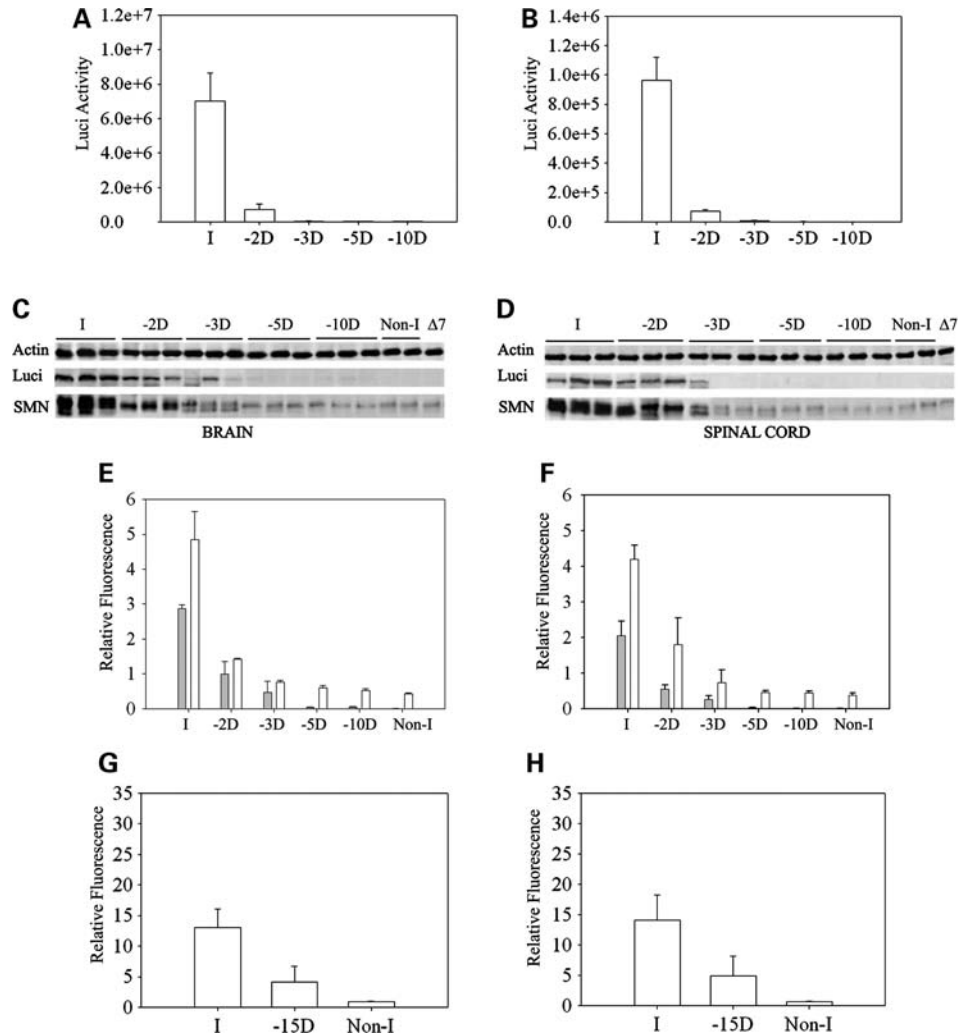 A
1.2e+7
1.0e+7
8.0e+6
6.0e+6
4.0e+6
2.0e+6
0.0
Luci Activity
I -2D -3D -5D -10D
B
1.4e+6
1.2e+6
1.0e+6
8.0e+5
6.0e+5
4.0e+5
2.0e+5
0.0
Luci Activity
I -2D -3D -5D -10D
C
I -2D -3D -5D -10D Non-I Δ7
Actin
Luci
SMN
BRAIN
D
I -2D -3D -5D -10D Non-I Δ7
Actin
Luci
SMN
SPINAL CORD
E
6
5
4
3
2
1
0
Relative Fluorescence
I -2D -3D -5D -10D Non-I
F
6
5
4
3
2
1
0
Relative Fluorescence
I -2D -3D -5D -10D Non-I
G
35
30
25
20
15
10
5
0
Relative Fluorescence
I -15D Non-I
H
35
30
25
20
15
10
5
0
Relative Fluorescence
I -15D Non-I